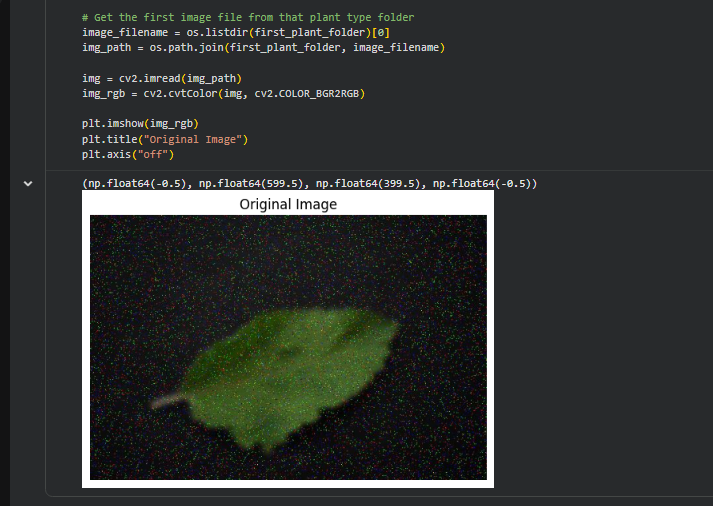 # Get the first image file from that plant type folder
image_filename = os.listdir(first_plant_folder)[0]
img_path = os.path.join(first_plant_folder, image_filename)
img = cv2.imread(img_path)
img_rgb = cv2.cvtColor(img, cv2.COLOR_BGR2RGB)
plt.imshow(img_rgb)
plt.title("Original Image")
plt.axis("off")
(np.float64(-0.5), np.float64(599.5), np.float64(399.5), np.float64(-0.5))
Original Image